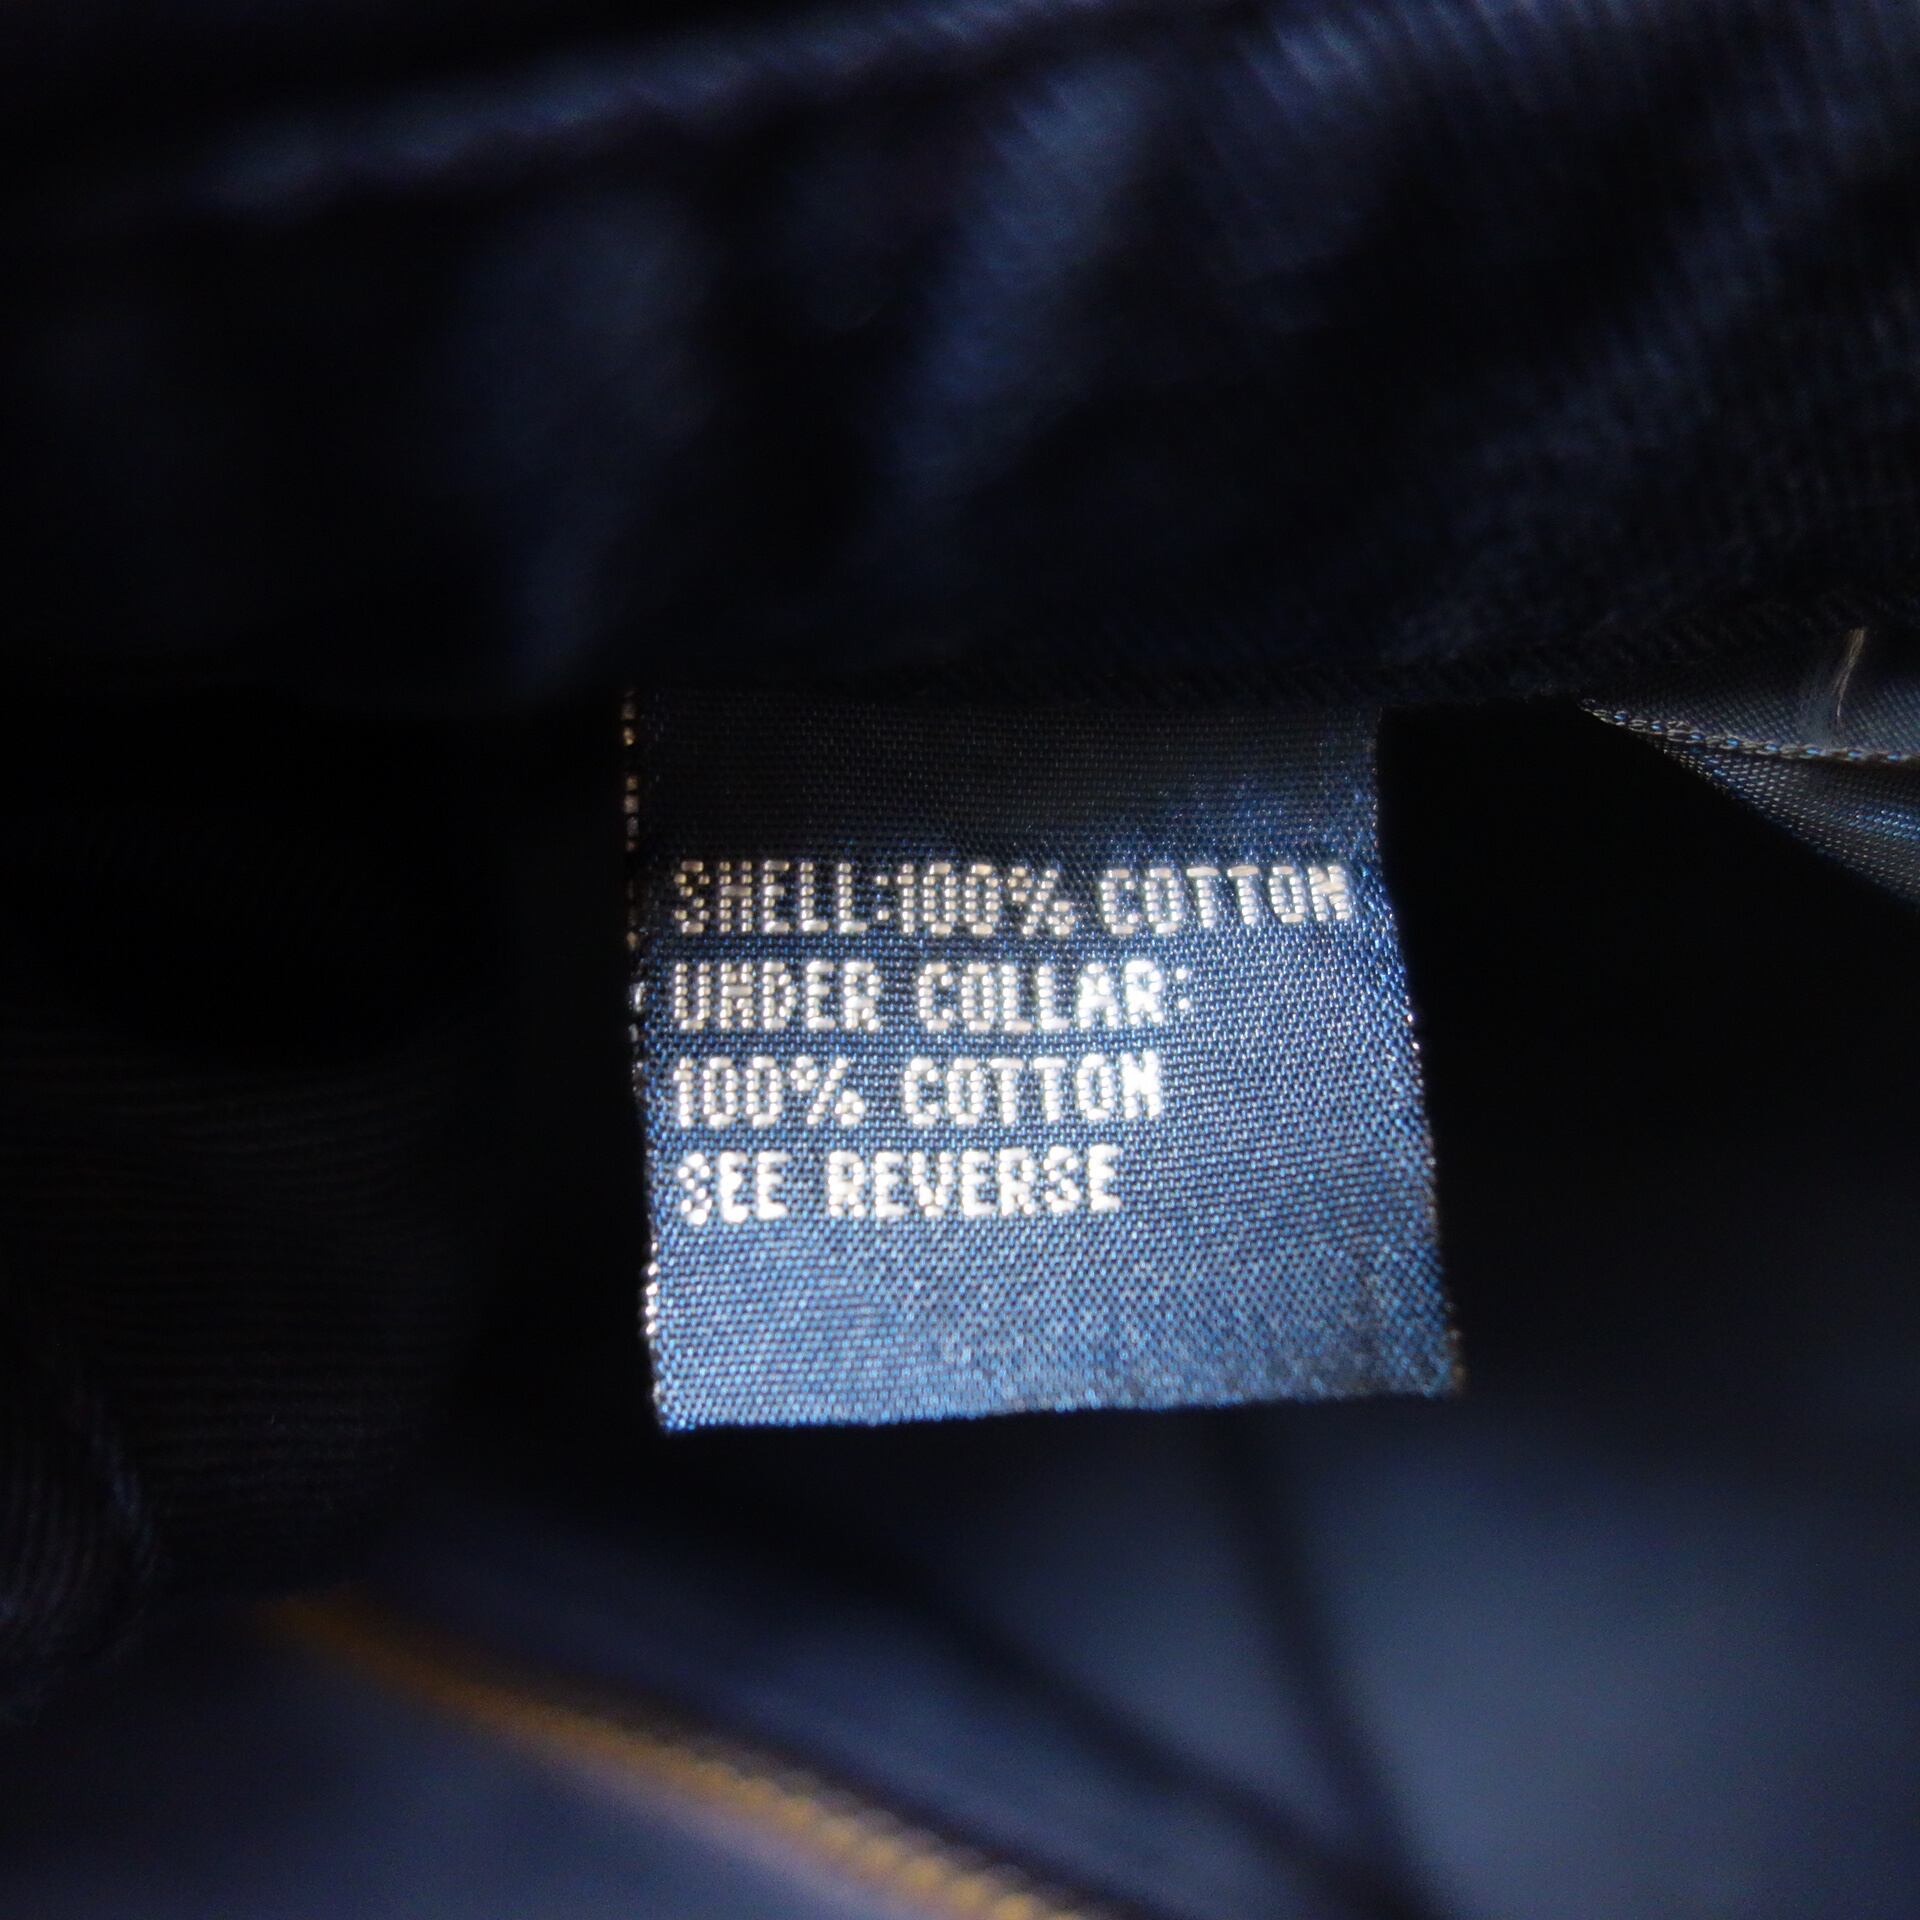 SHELL:100% COTTON
UNDER COLLAR:
100% COTTON
SEE REVERSE